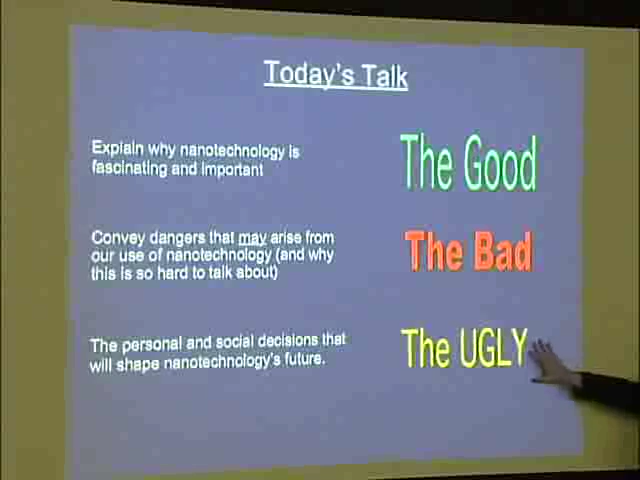 Today's Talk
Explain why nanotechnology is
fascinating and important
The Good
Convey dangers that may arise from
our use of nanotechnology (and why
this is so hard to talk about)
The Bad
The personal and social decisions that
will shape nanotechnology's future.
The UGLY